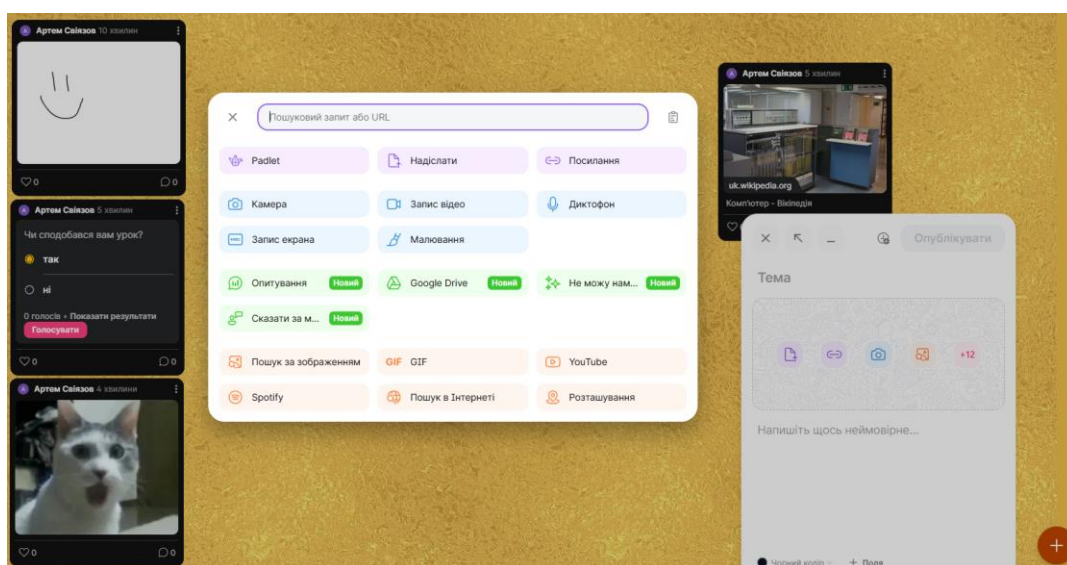 А Артем Свіязов 10 хвилин
0 0
А Артем Свіязов 5 хвилин
Чи сподобався вам урок?
так
ні
0 голосів • Показати результати
Голосувати
0 0
А Артем Свіязов 4 хвилини
0 0
Пошуковий запит або URL
Padlet Надіслати Посилання
Камера Запис відео Диктофон
Запис екрана Малювання
Опитування Новий Google Drive Новий Не можу нам... Новий
Сказати за м... Новий
Пошук за зображенням GIF GIF YouTube
Spotify Пошук в Інтернеті Розташування
А Артем Свіязов 5 хвилин
uk.wikipedia.org
Комп'ютер - Вікіпедія
Опублікувати
Тема
+12
Напишіть щось неймовірне...
Чорний колір + Поля